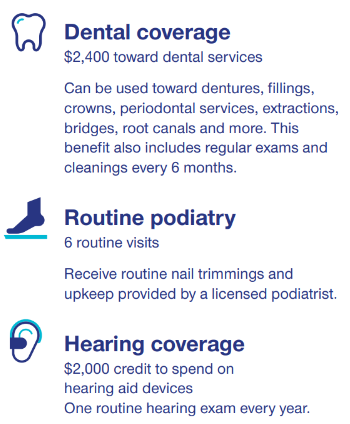 Dental coverage
$2,400 toward dental services
Can be used toward dentures, fillings,
crowns, periodontal services, extractions,
bridges, root canals and more. This
benefit also includes regular exams and
cleanings every 6 months.
Routine podiatry
6 routine visits
Receive routine nail trimmings and
upkeep provided by a licensed podiatrist.
Hearing coverage
$2,000 credit to spend on
hearing aid devices
One routine hearing exam every year.